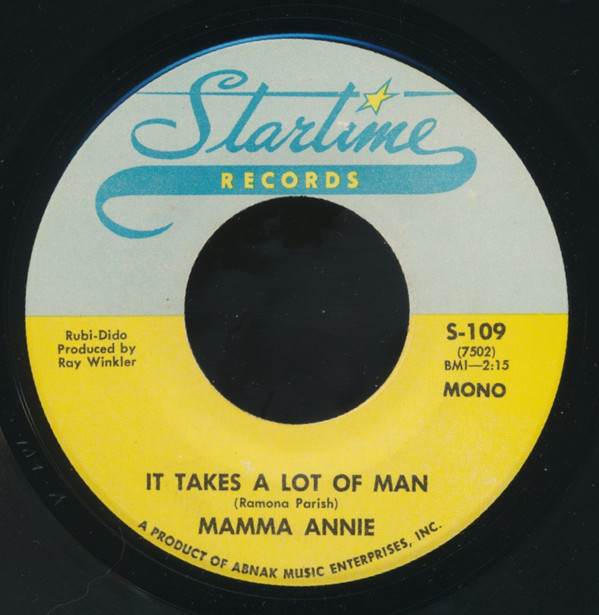 Startime
RECORDS
Rubi-Dido
Produced by
Ray Winkler
S-109
(7502)
BMI—2:15
MONO
IT TAKES A LOT OF MAN
(Ramona Parish)
MAMMA ANNIE
A PRODUCT OF ABNAK MUSIC ENTERPRISES, INC.